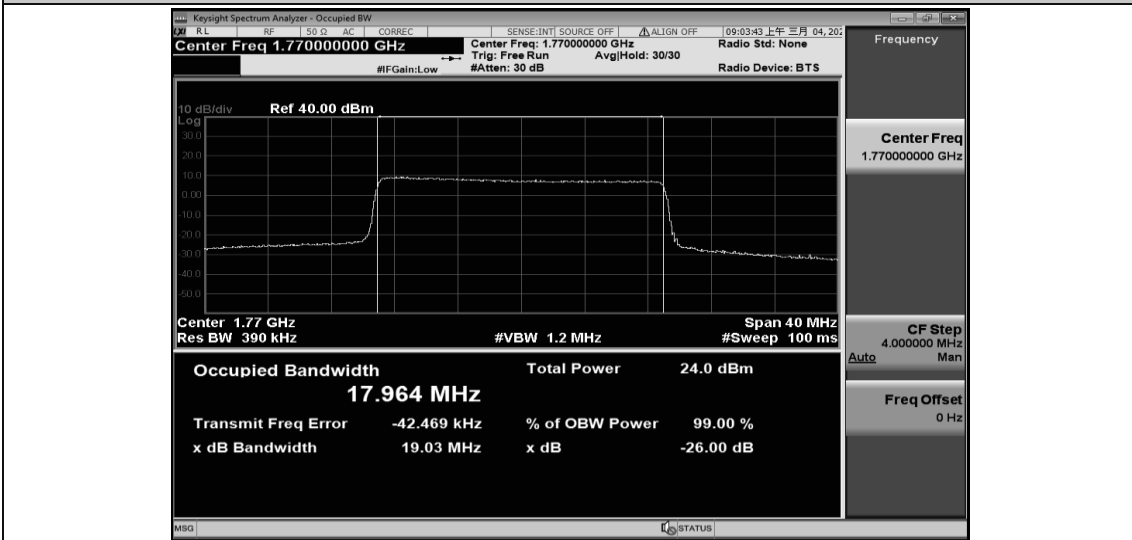 Keysight Spectrum Analyzer - Occupied BW
LXI RL RF 50 Ω AC CORREC SENSE:INT SOURCE OFF ALIGN OFF 09:03:43 上午 三月 04, 202
Center Freq 1.770000000 GHz
Center Freq: 1.770000000 GHz
Radio Std: None
Trig: Free Run Avg|Hold: 30/30
#IFGain:Low
#Atten: 30 dB
Radio Device: BTS
10 dB/div Ref 40.00 dBm
Log
30.0
20.0
10.0
0.00
-10.0
-20.0
-30.0
-40.0
-50.0
Center 1.77 GHz
Span 40 MHz
Res BW 390 kHz
#VBW 1.2 MHz
#Sweep 100 ms
Occupied Bandwidth
17.964 MHz
Total Power 24.0 dBm
Transmit Freq Error -42.469 kHz
% of OBW Power 99.00 %
x dB Bandwidth 19.03 MHz
x dB -26.00 dB
MSG
STATUS
Frequency
Center Freq
1.770000000 GHz
CF Step
4.000000 MHz
Auto Man
Freq Offset
0 Hz